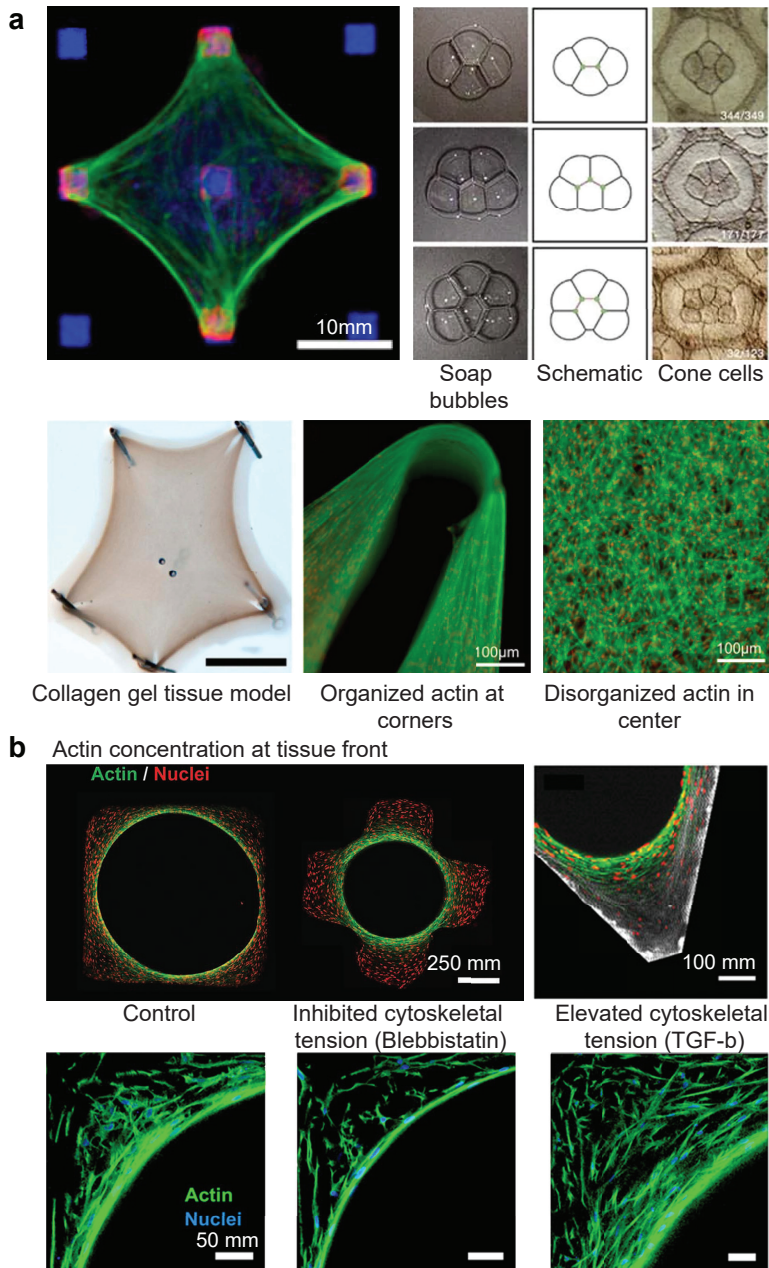 a
10mm
344/349
171/177
32/123
Soap
bubbles
Schematic
Cone cells
100µm
100µm
Collagen gel tissue model
Organized actin at
corners
Disorganized actin in
center
b
Actin concentration at tissue front
Actin / Nuclei
250 mm
100 mm
Control
Inhibited cytoskeletal
tension (Blebbistatin)
Elevated cytoskeletal
tension (TGF-b)
Actin
Nuclei
50 mm